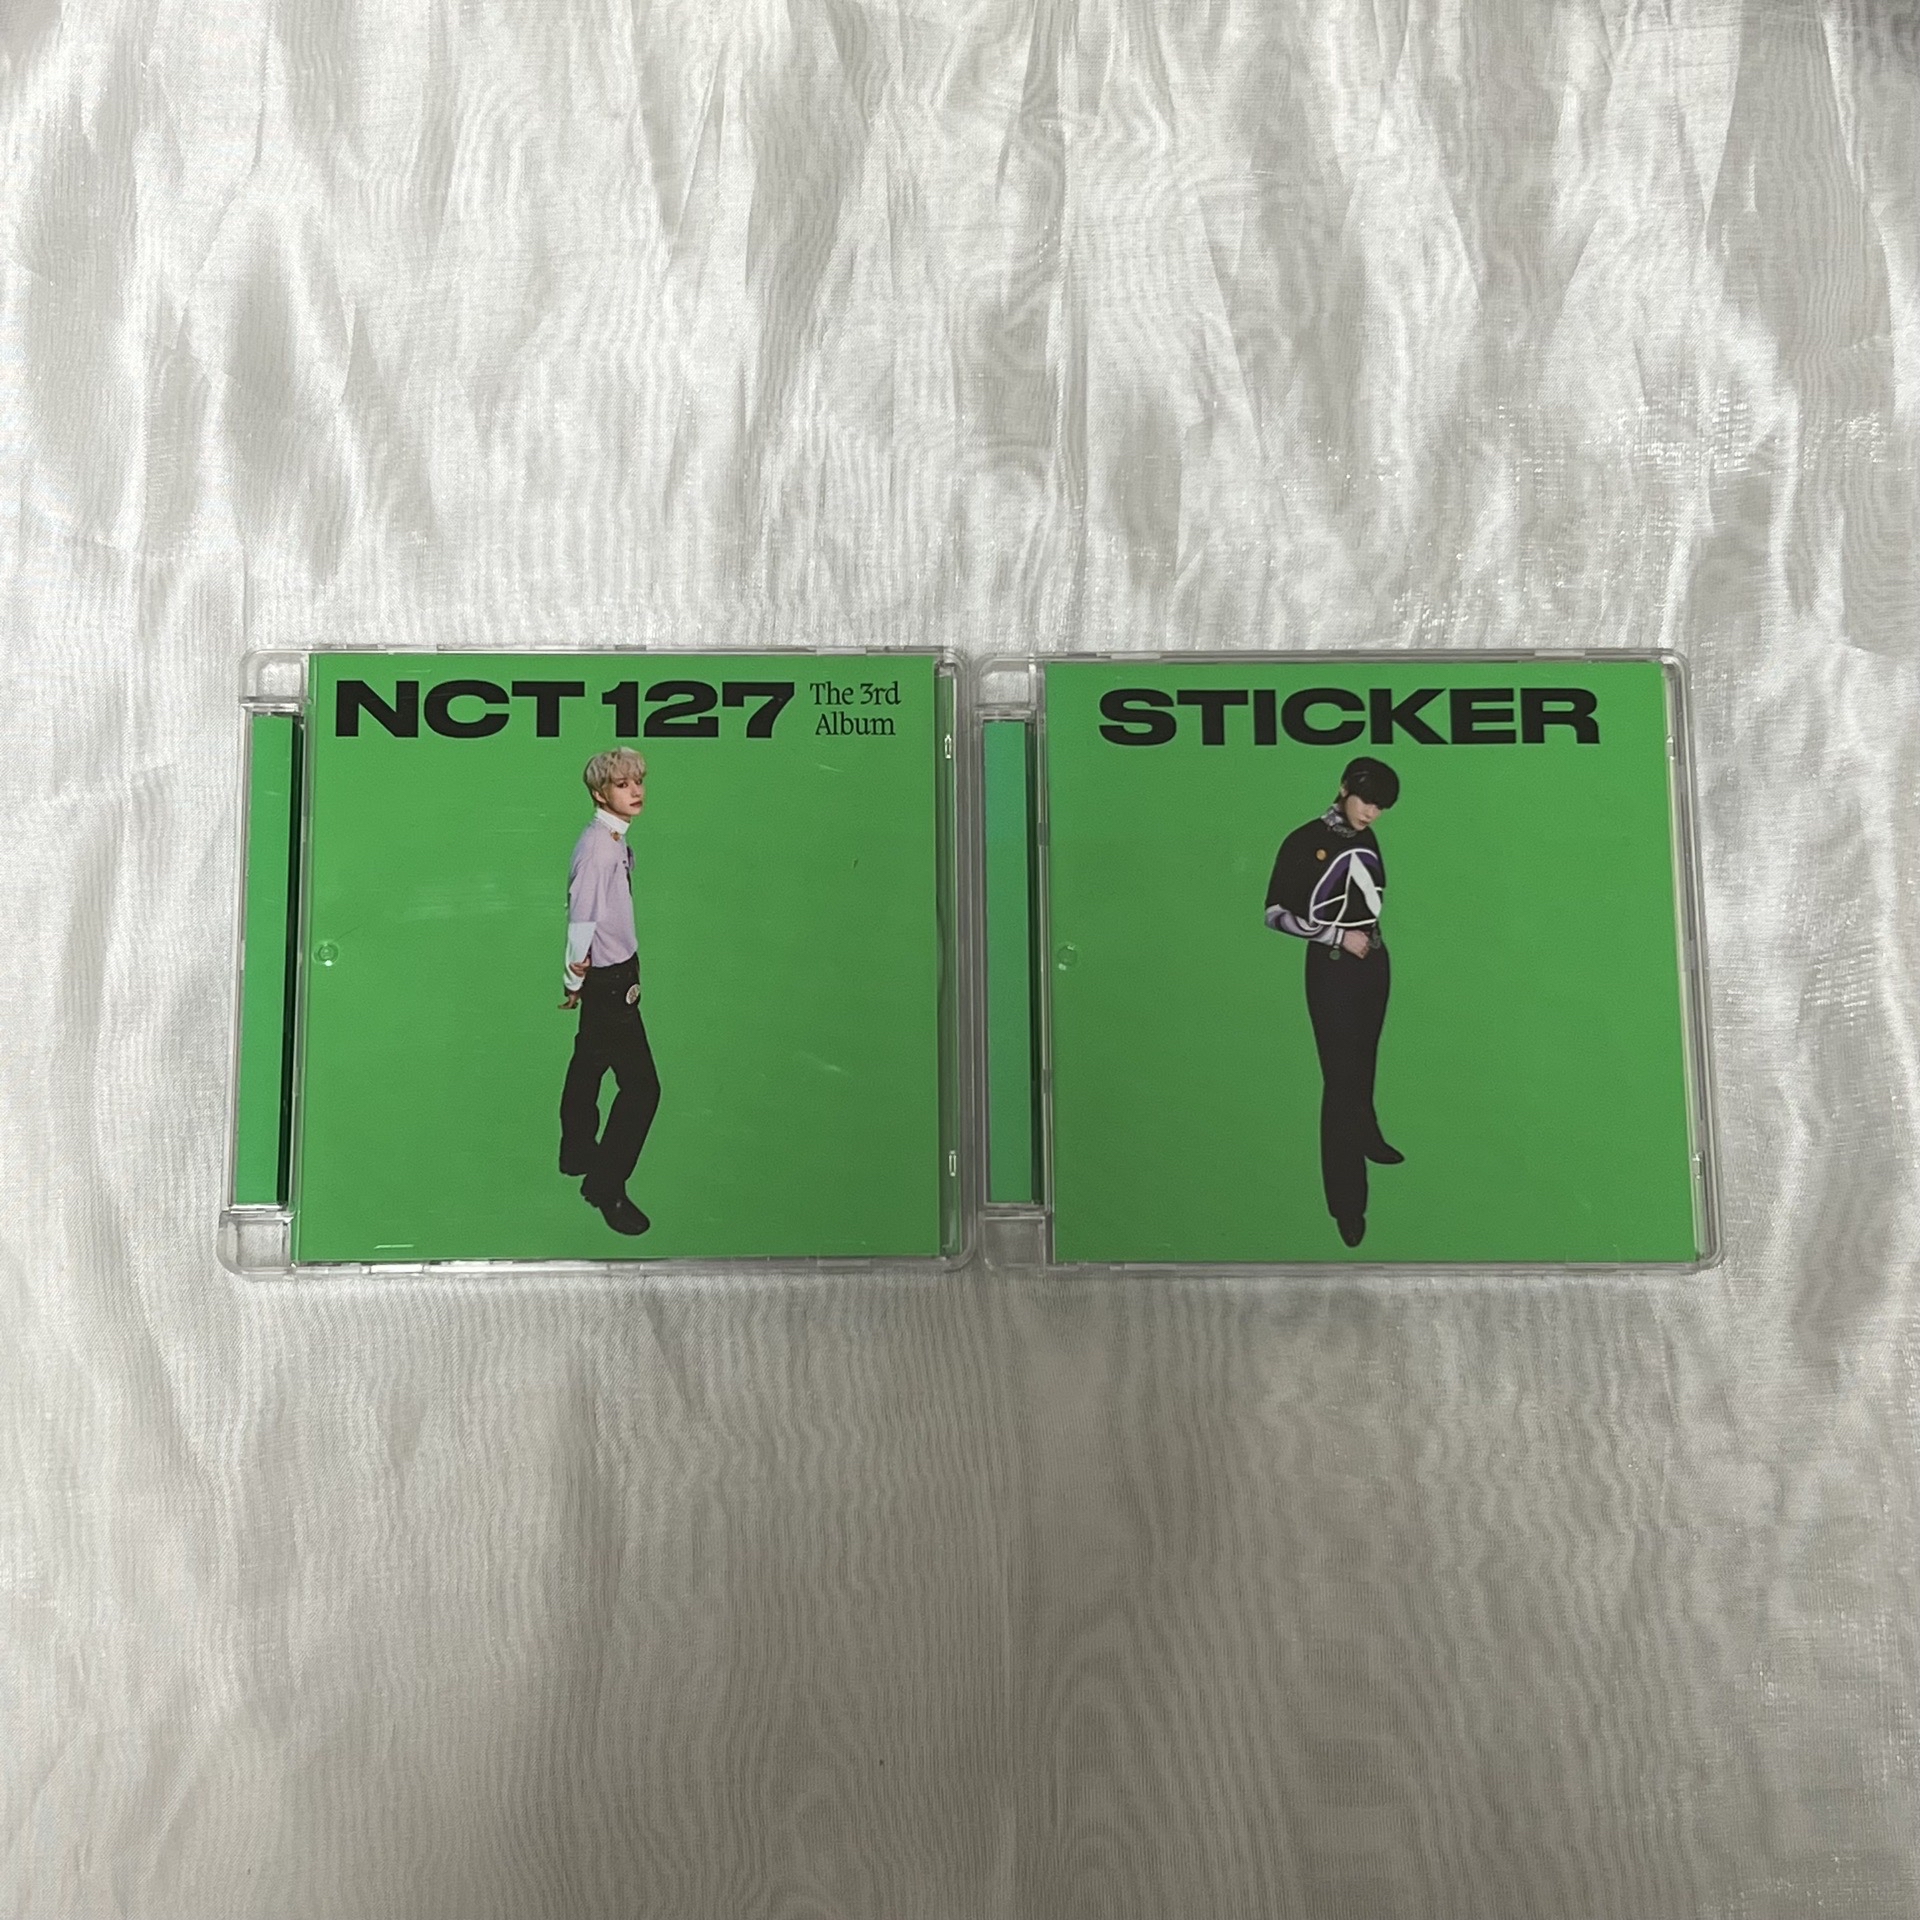 NCT 127
The 3rd
Album
STICKER